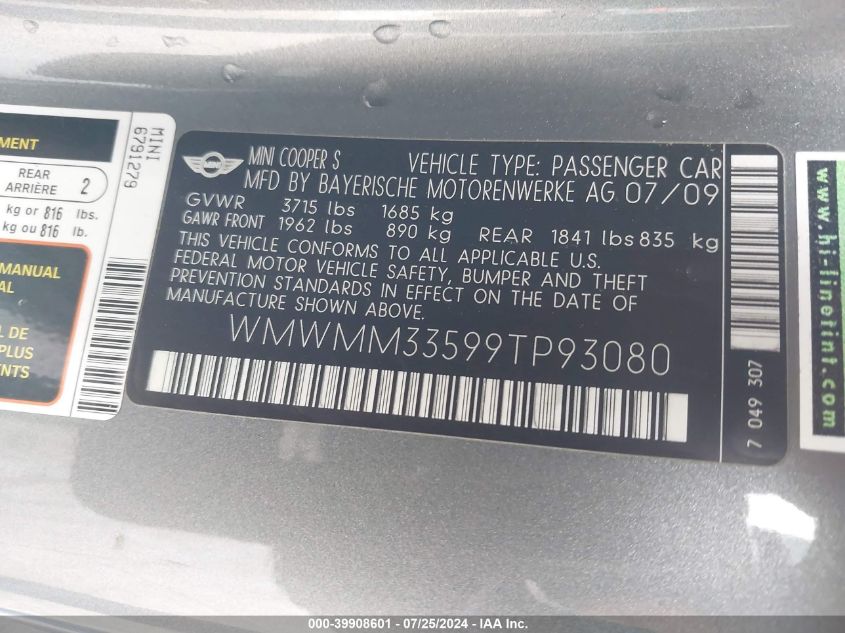 MENT
REAR
ARRIÈRE 2
kg or 816 lbs.
kg ou 816 lb.
MANUAL
AL
L DE
PLUS
ENTS
MINI
6791279
MINI
MINI COOPER S VEHICLE TYPE: PASSENGER CAR
MFD BY BAYERISCHE MOTORENWERKE AG 07/09
GVWR 3715 lbs 1685 kg
GAWR FRONT 1962 lbs 890 kg REAR 1841 lbs 835 kg
THIS VEHICLE CONFORMS TO ALL APPLICABLE U.S.
FEDERAL MOTOR VEHICLE SAFETY, BUMPER AND THEFT
PREVENTION STANDARDS IN EFFECT ON THE DATE OF
MANUFACTURE SHOWN ABOVE.
WMWMM33599TP93080
7 049 307
www.hi-linetint.
000-39908601 - 07/25/2024 - IAA Inc.